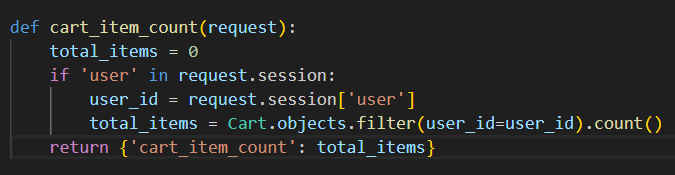 def cart_item_count(request):
    total_items = 0
    if 'user' in request.session:
        user_id = request.session['user']
        total_items = Cart.objects.filter(user_id=user_id).count()
    return {'cart_item_count': total_items}